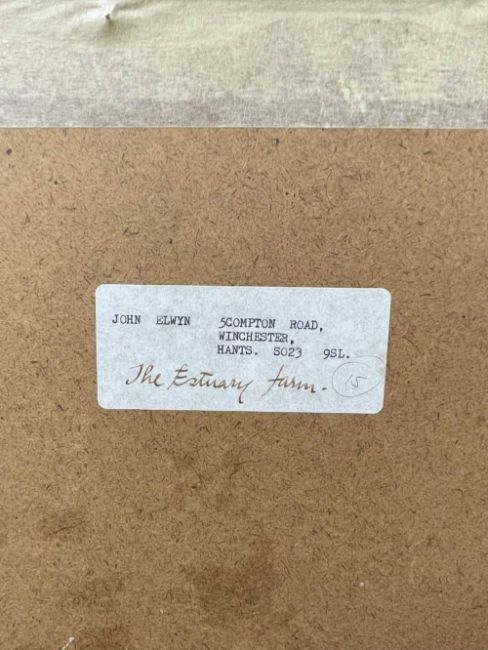 JOHN ELWYN 5COMPTON ROAD,
WINCHESTER,
HANTS. SO23 9SL.
The Estuary farm. 15